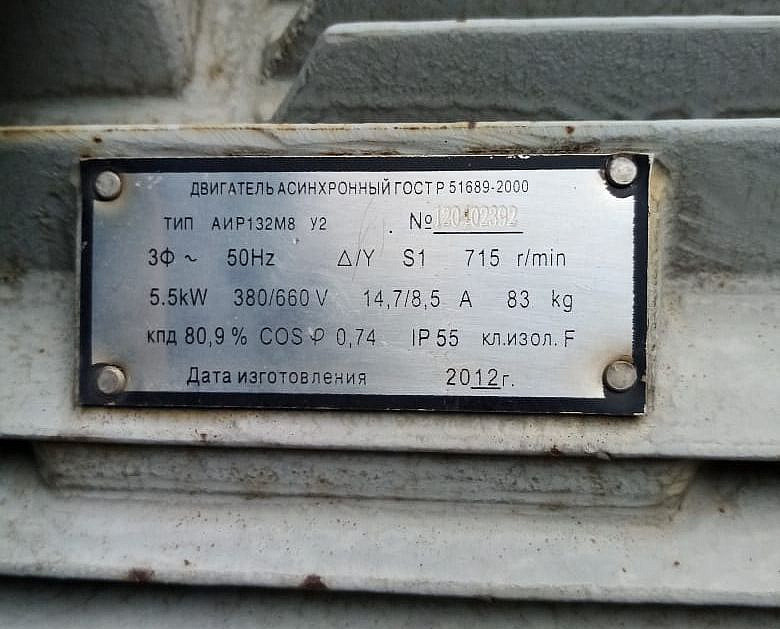 ДВИГАТЕЛЬ АСИНХРОННЫЙ ГОСТ Р 51689-2000
ТИП АИР132М8 У2 . № 120402392
3Ф ~ 50Hz Δ/Y S1 715 r/min
5.5kW 380/660 V 14,7/8,5 A 83 kg
кпд 80,9 % COS φ 0,74 IP 55 кл.изол. F
Дата изготовления 2012г.